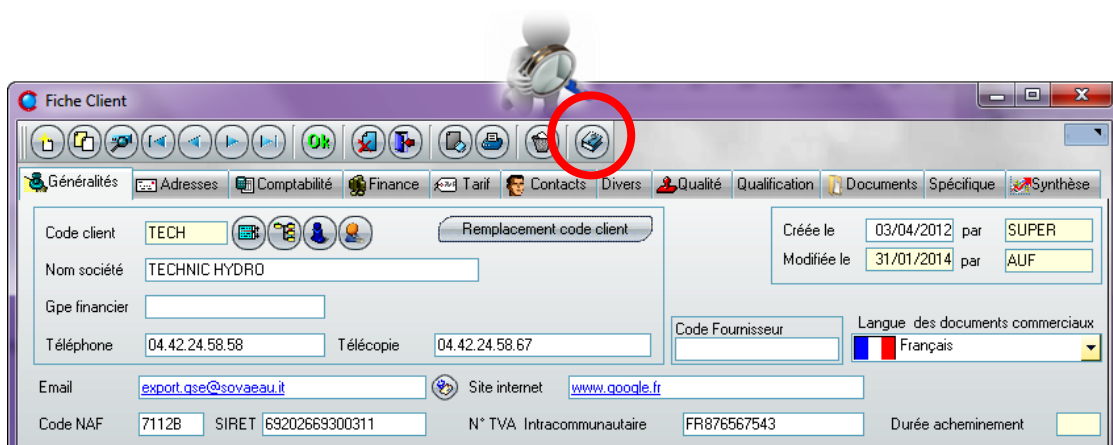 Fiche Client
Ok
Généralités Adresses Comptabilité Finance Tarif Contacts Divers Qualité Qualification Documents Spécifique Synthèse
Code client TECH Remplacement code client Créée le 03/04/2012 par SUPER
Nom société TECHNIC HYDRO Modifiée le 31/01/2014 par AUF
Gpe financier
Code Fournisseur Langue des documents commerciaux
Téléphone 04.42.24.58.58 Télécopie 04.42.24.58.67 Français
Email export.gse@sovaeau.it Site internet www.google.fr
Code NAF 7112B SIRET 69202669300311 N° TVA Intracommunautaire FR876567543 Durée acheminement